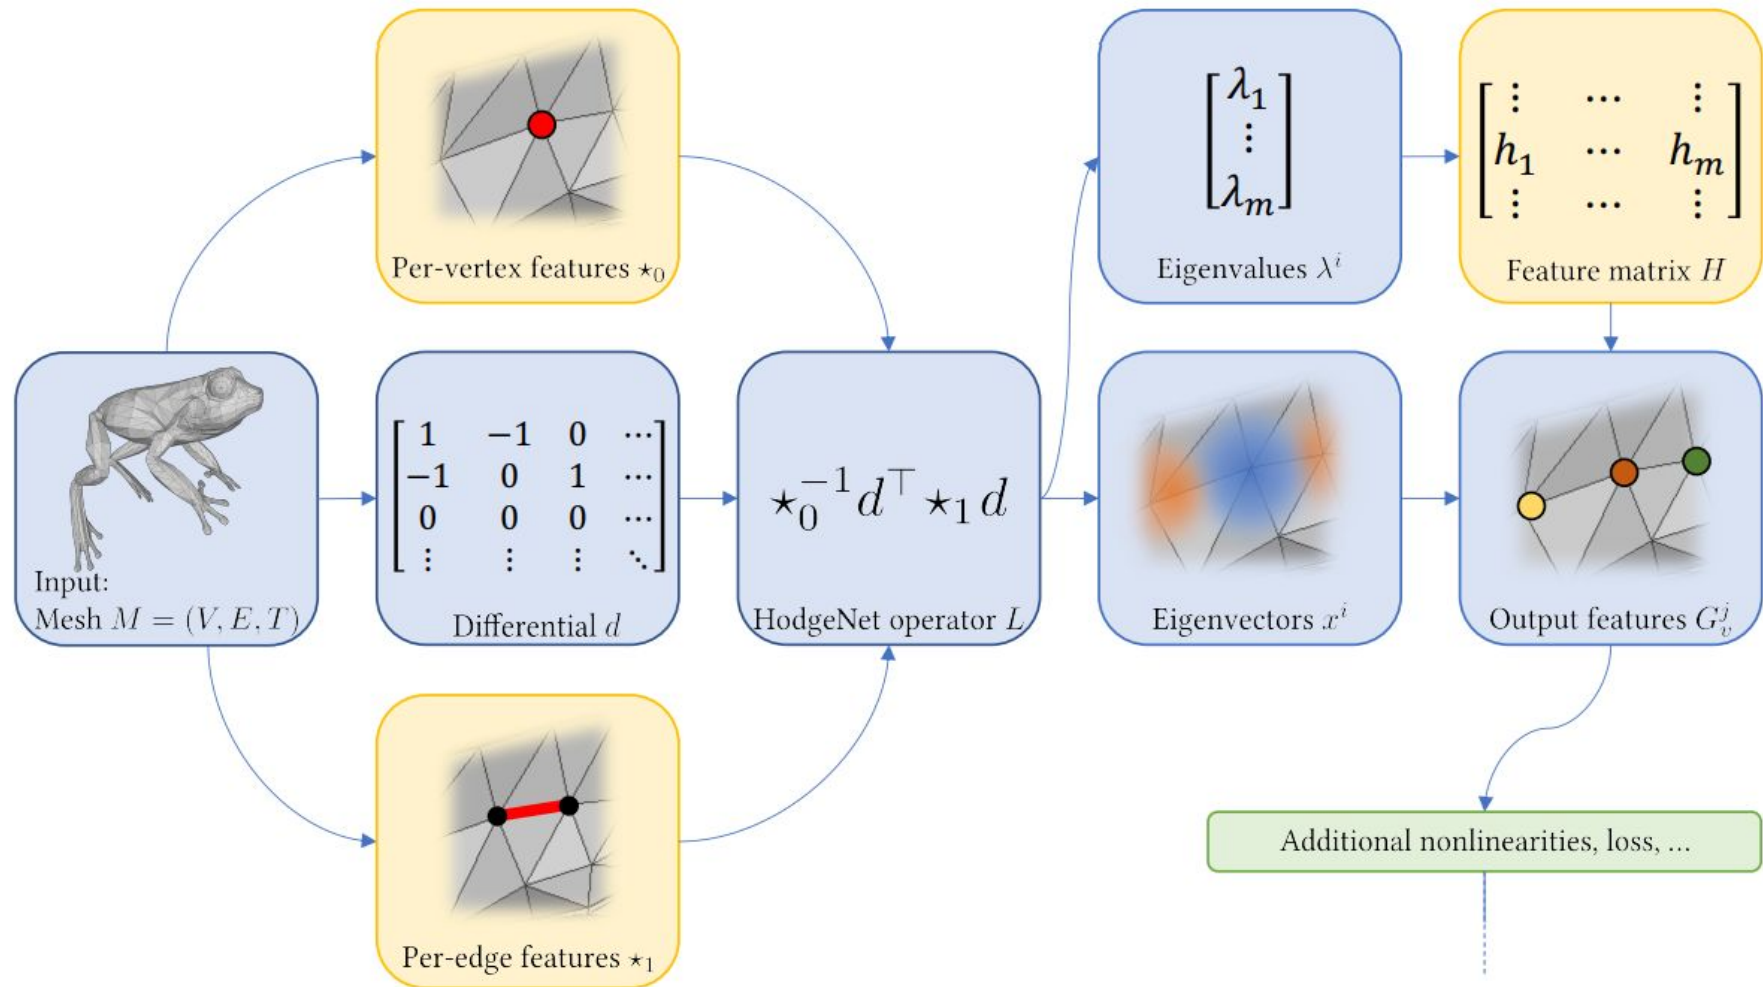 Per-vertex features ⋆₀
[λ₁ ⋮ λₘ]
Eigenvalues λⁱ
[⋮ ⋯ ⋮
h₁ ⋯ hₘ
⋮ ⋯ ⋮]
Feature matrix H
Input:
Mesh M = (V, E, T)
[1 −1 0 ⋯
−1 0 1 ⋯
0 0 0 ⋯
⋮ ⋮ ⋮ ⋱]
Differential d
⋆₀⁻¹ d⊤ ⋆₁ d
HodgeNet operator L
Eigenvectors xⁱ
Output features Gᵥʲ
Per-edge features ⋆₁
Additional nonlinearities, loss, ...